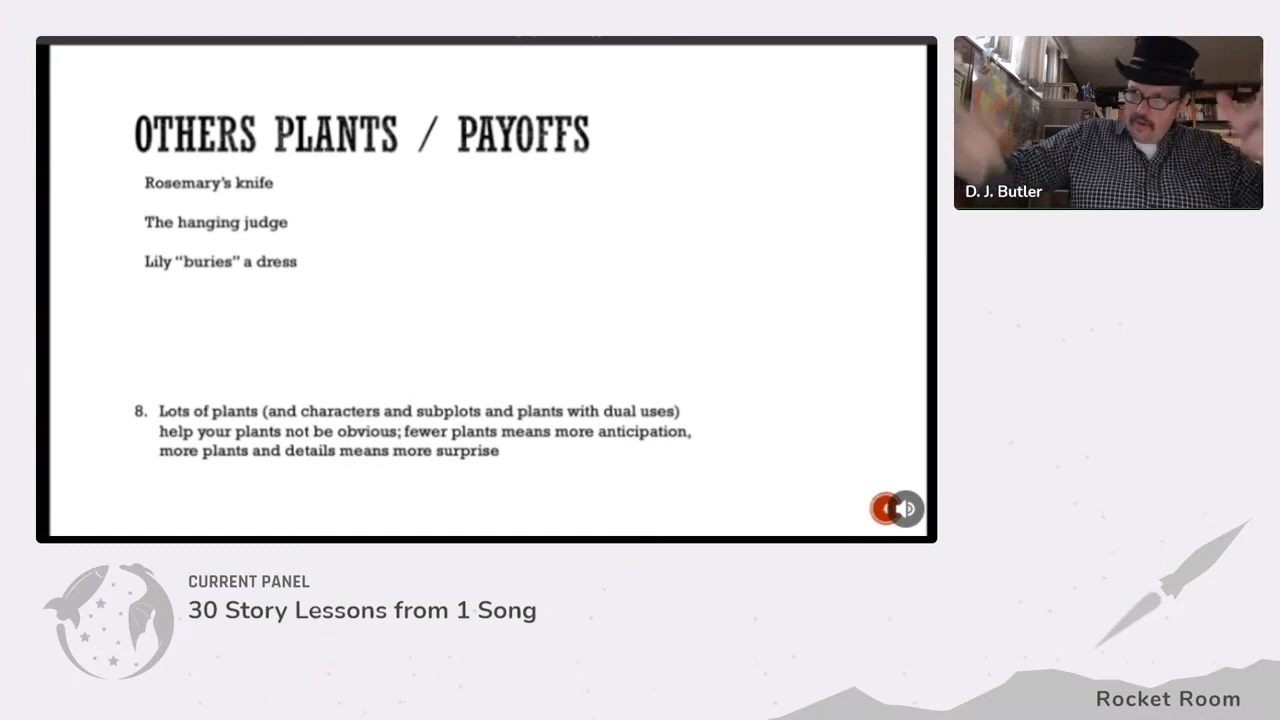 OTHERS PLANTS / PAYOFFS
Rosemary's knife
The hanging judge
Lily "buries" a dress
8. Lots of plants (and characters and subplots and plants with dual uses)
help your plants not be obvious; fewer plants means more anticipation,
more plants and details means more surprise
D. J. Butler
CURRENT PANEL
30 Story Lessons from 1 Song
Rocket Room